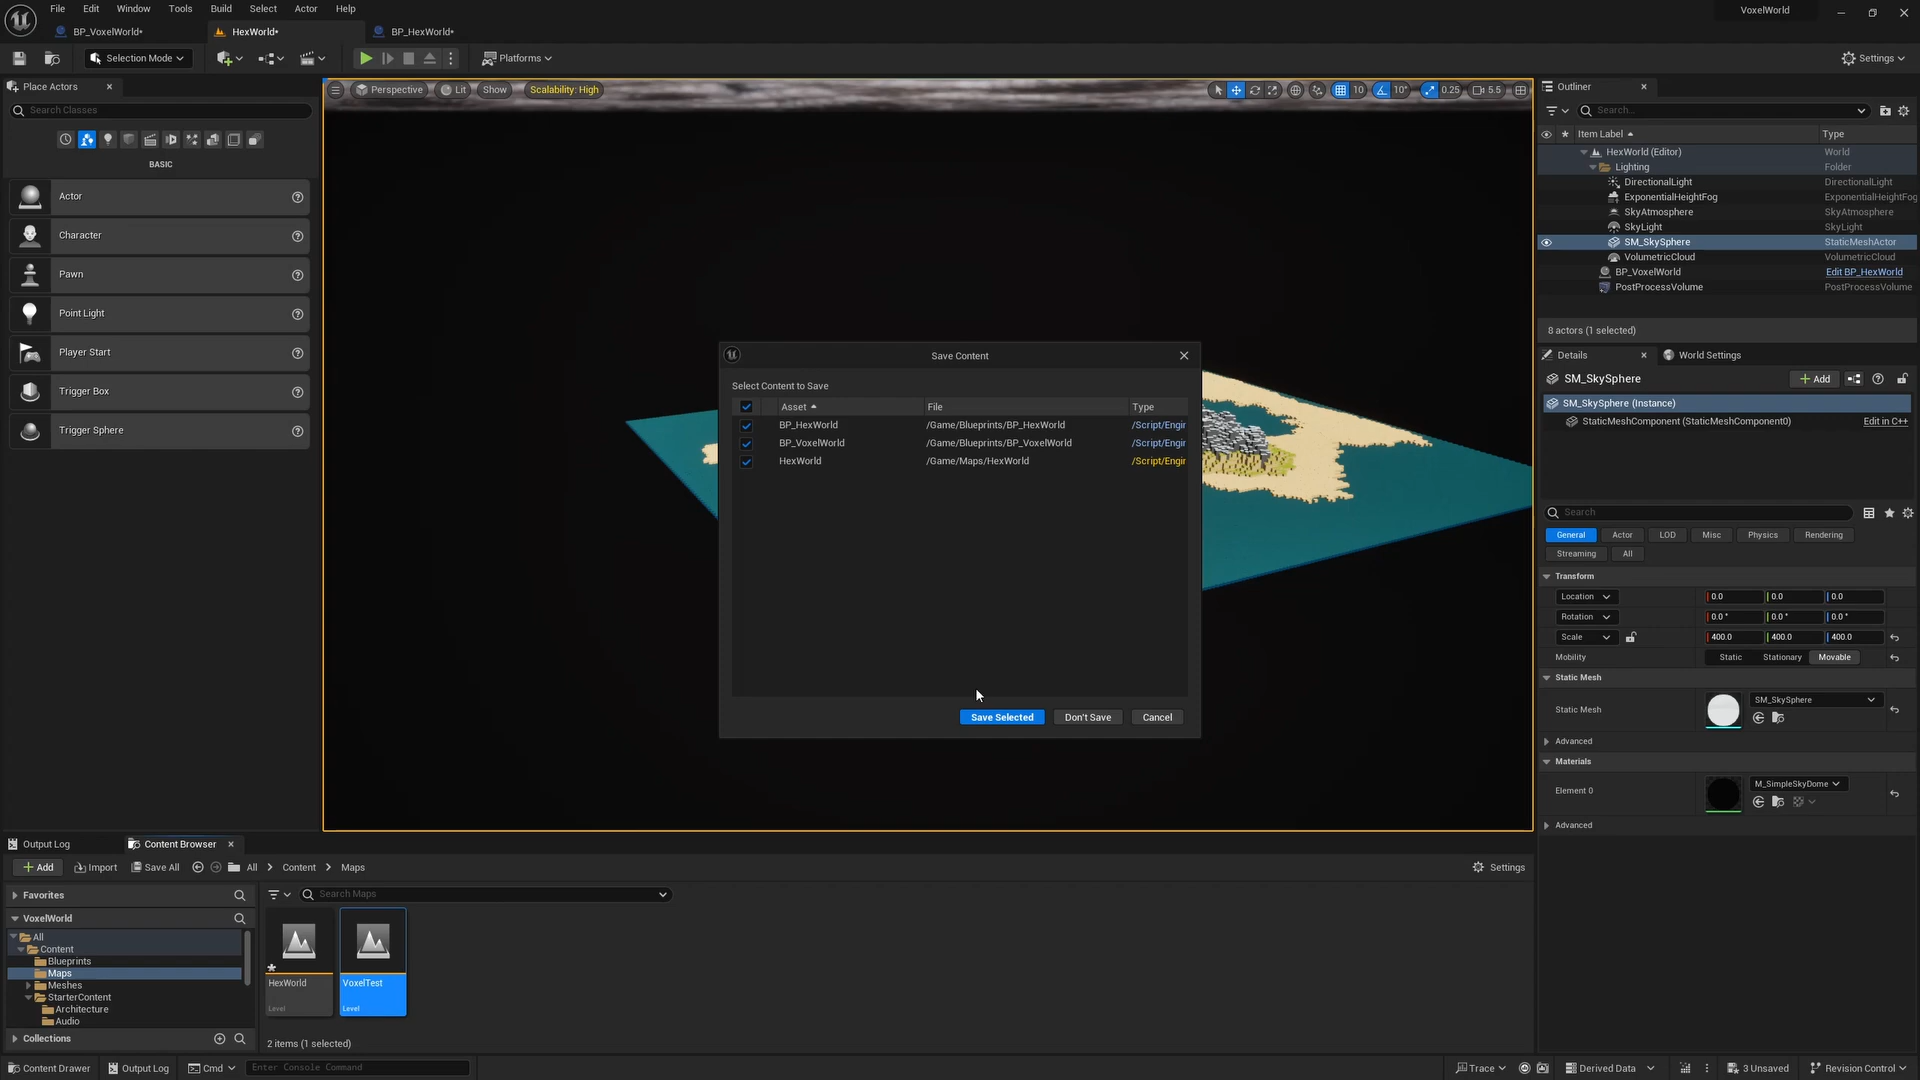 File Edit Window Tools Build Select Actor Help
VoxelWorld
BP_VoxelWorld*
HexWorld*
BP_HexWorld*
Selection Mode
Platforms
Settings
Place Actors
Search Classes
BASIC
Actor
Character
Pawn
Point Light
Player Start
Trigger Box
Trigger Sphere
Perspective
Lit
Show
Scalability: High
10
10°
0.25
5.5
Save Content
Select Content to Save
Asset File Type
BP_HexWorld /Game/Blueprints/BP_HexWorld /Script/Engir
BP_VoxelWorld /Game/Blueprints/BP_VoxelWorld /Script/Engir
HexWorld /Game/Maps/HexWorld /Script/Engir
Save Selected
Don't Save
Cancel
Outliner
Search...
Item Label Type
HexWorld (Editor) World
Lighting Folder
DirectionalLight DirectionalLight
ExponentialHeightFog ExponentialHeightFog
SkyAtmosphere SkyAtmosphere
SkyLight SkyLight
SM_SkySphere StaticMeshActor
VolumetricCloud VolumetricCloud
BP_VoxelWorld Edit BP_HexWorld
PostProcessVolume PostProcessVolume
8 actors (1 selected)
Details
World Settings
SM_SkySphere
Add
SM_SkySphere (Instance)
StaticMeshComponent (StaticMeshComponent0) Edit in C++
Search
General Actor LOD Misc Physics Rendering
Streaming All
Transform
Location 0.0 0.0 0.0
Rotation 0.0° 0.0° 0.0°
Scale 400.0 400.0 400.0
Mobility Static Stationary Movable
Static Mesh
Static Mesh SM_SkySphere
Advanced
Materials
Element 0 M_SimpleSkyDome
Advanced
Output Log
Content Browser
Add Import Save All All Content Maps
Settings
Favorites
VoxelWorld
All
Content
Blueprints
Maps
Meshes
StarterContent
Architecture
Audio
Collections
Search Maps
HexWorld
Level
VoxelTest
Level
2 items (1 selected)
Content Drawer
Output Log
Cmd
Enter Console Command
Trace
Derived Data
3 Unsaved
Revision Control